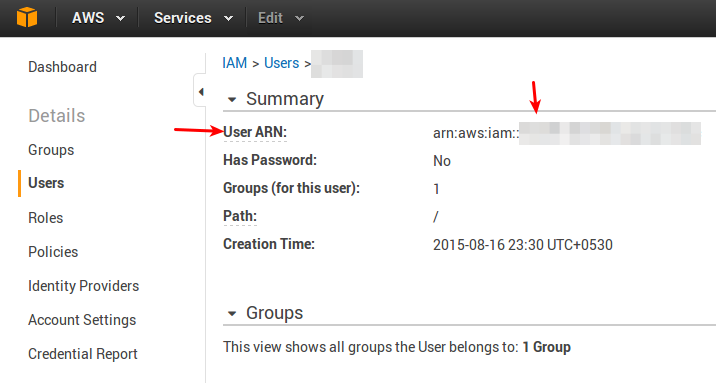 AWS Services Edit
Dashboard
Details
Groups
Users
Roles
Policies
Identity Providers
Account Settings
Credential Report
IAM > Users >
Summary
User ARN: arn:aws:iam::
Has Password: No
Groups (for this user): 1
Path: /
Creation Time: 2015-08-16 23:30 UTC+0530
Groups
This view shows all groups the User belongs to: 1 Group